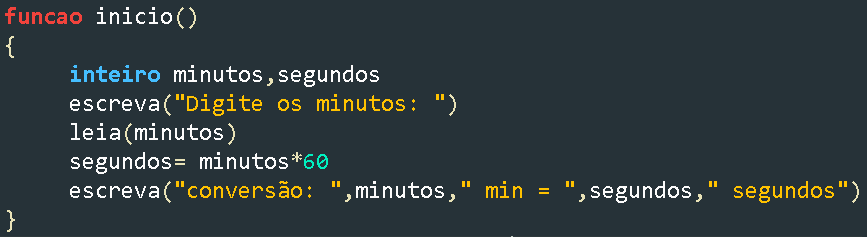 funcao inicio()
{
inteiro minutos,segundos
escreva("Digite os minutos: ")
leia(minutos)
segundos= minutos*60
escreva("conversão: ",minutos," min = ",segundos," segundos")
}